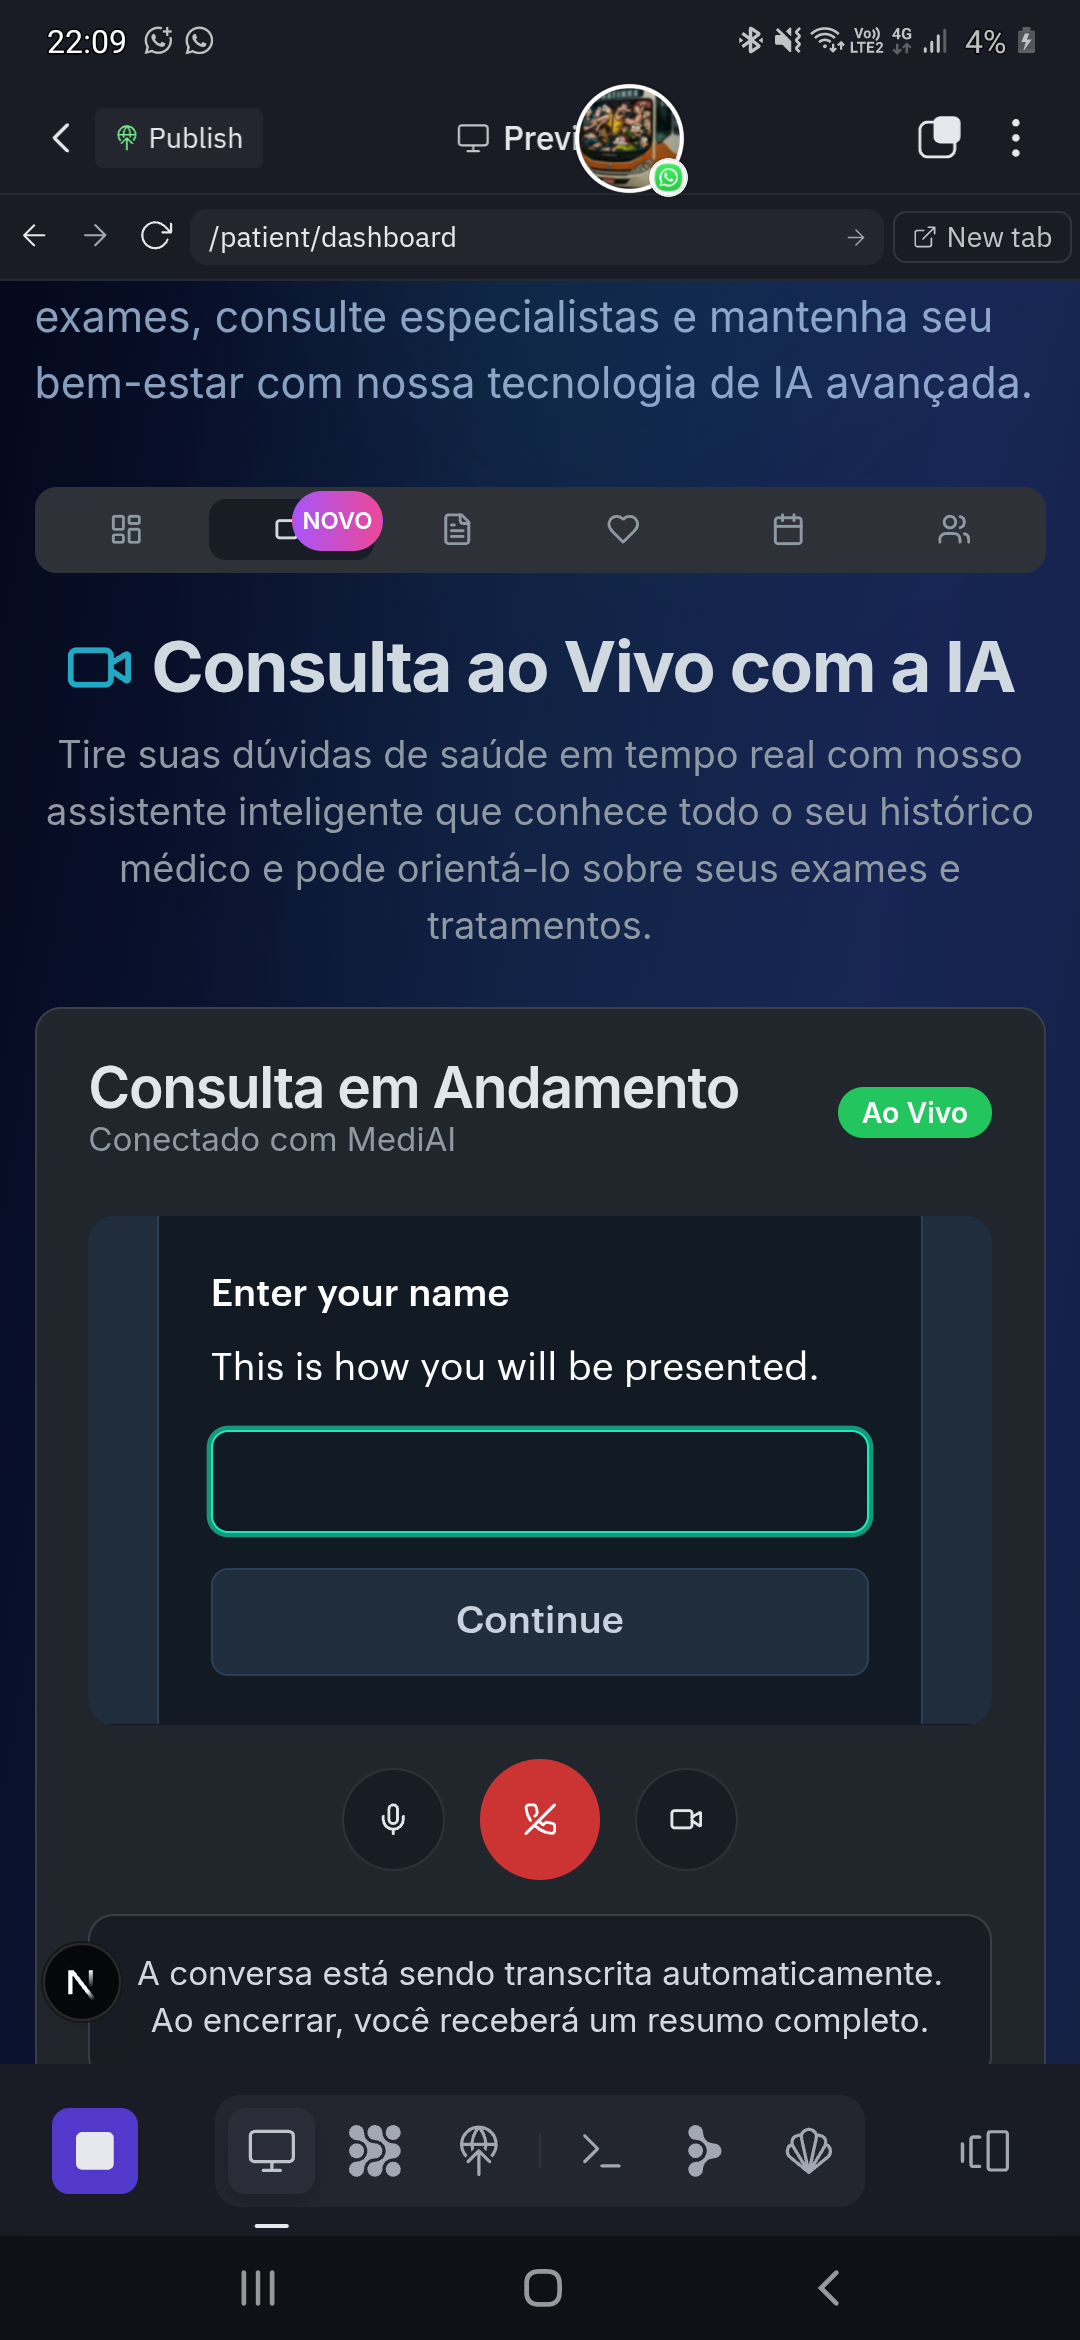 22:09
Vo)) LTE2
4G
4%
Publish
Previ
/patient/dashboard
New tab
exames, consulte especialistas e mantenha seu
bem-estar com nossa tecnologia de IA avançada.
NOVO
Consulta ao Vivo com a IA
Tire suas dúvidas de saúde em tempo real com nosso
assistente inteligente que conhece todo o seu histórico
médico e pode orientá-lo sobre seus exames e
tratamentos.
Consulta em Andamento
Ao Vivo
Conectado com MediAI
Enter your name
This is how you will be presented.
Continue
N
A conversa está sendo transcrita automaticamente.
Ao encerrar, você receberá um resumo completo.